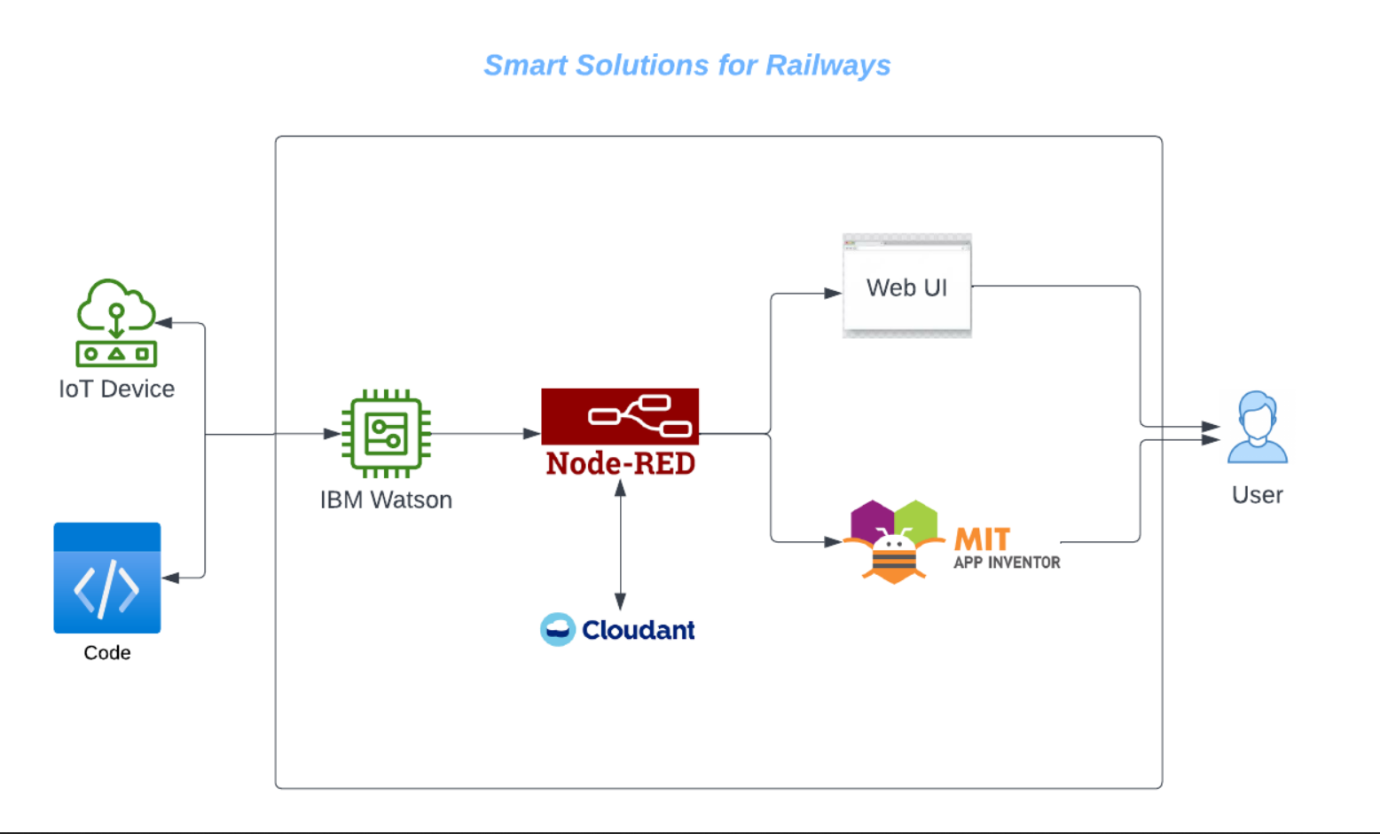 Smart Solutions for Railways
Web UI
IoT Device
Node-RED
IBM Watson
User
MIT
APP INVENTOR
Cloudant
Code